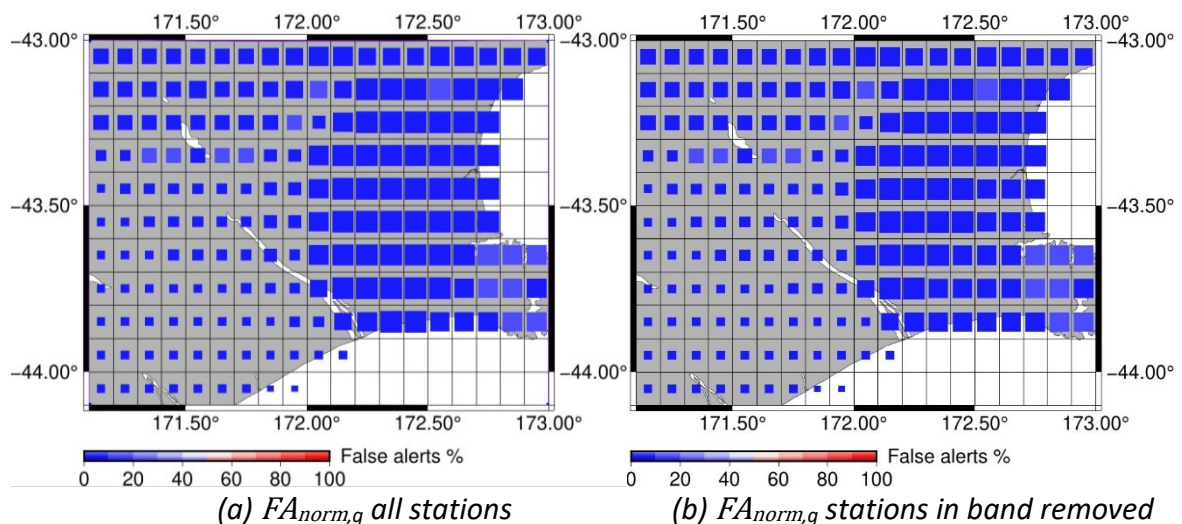 171.50° 172.00° 172.50° 173.00° 171.50° 172.00° 172.50° 173.00°
−43.00° −43.00° −43.00°
−43.50° −43.50° −43.50°
−44.00° −44.00° −44.00°
171.50° 172.00° 172.50° 173.00° 171.50° 172.00° 172.50° 173.00°
False alerts % False alerts %
0 20 40 60 80 100 0 20 40 60 80 100
(a) FAnorm,q all stations (b) FAnorm,q stations in band removed